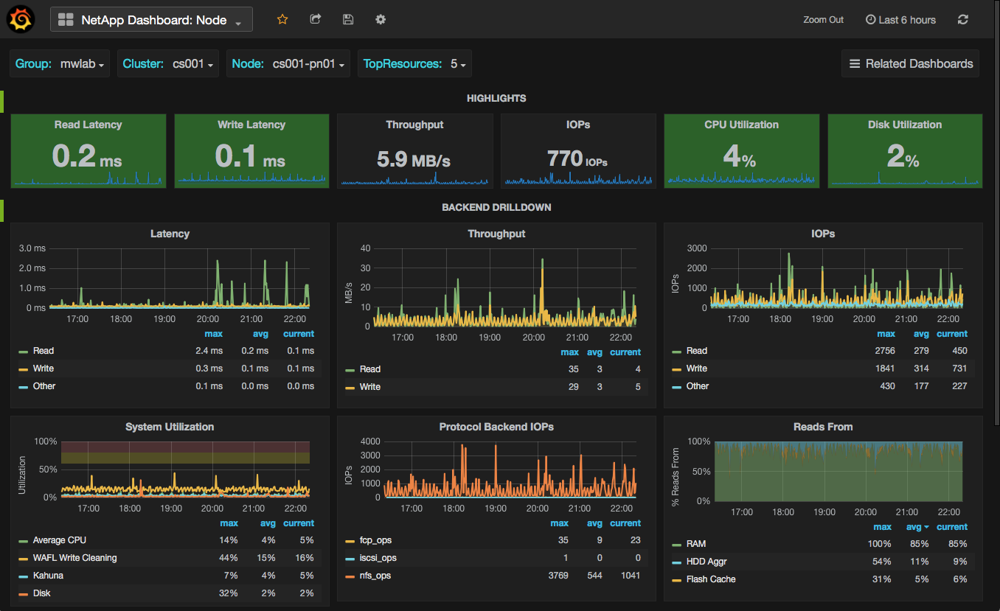 NetApp Dashboard: Node
Zoom Out
Last 6 hours
Group: mwlab
Cluster: cs001
Node: cs001-pn01
TopResources: 5
Related Dashboards
HIGHLIGHTS
Read Latency
0.2 ms
Write Latency
0.1 ms
Throughput
5.9 MB/s
IOPs
770 IOPs
CPU Utilization
4%
Disk Utilization
2%
BACKEND DRILLDOWN
Latency
3.0 ms
2.0 ms
1.0 ms
0 ms
17:00 18:00 19:00 20:00 21:00 22:00
max avg current
Read 2.4 ms 0.2 ms 0.1 ms
Write 0.3 ms 0.1 ms 0.1 ms
Other 0.1 ms 0.0 ms 0.0 ms
Throughput
MB/s
40
30
20
10
0
17:00 18:00 19:00 20:00 21:00 22:00
max avg current
Read 35 3 4
Write 29 3 5
IOPs
IOPs
3000
2000
1000
0
17:00 18:00 19:00 20:00 21:00 22:00
max avg current
Read 2756 279 450
Write 1841 314 731
Other 430 177 227
System Utilization
Utilization
100%
50%
0%
17:00 18:00 19:00 20:00 21:00 22:00
max avg current
Average CPU 14% 4% 5%
WAFL Write Cleaning 44% 15% 16%
Kahuna 7% 4% 5%
Disk 32% 2% 2%
Protocol Backend IOPs
IOPs
4000
3000
2000
1000
0
17:00 18:00 19:00 20:00 21:00 22:00
max avg current
fcp_ops 35 9 23
iscsi_ops 1 0 0
nfs_ops 3769 544 1041
Reads From
% Reads From
100%
50%
0%
17:00 18:00 19:00 20:00 21:00 22:00
max avg current
RAM 100% 85% 85%
HDD Aggr 54% 11% 9%
Flash Cache 31% 5% 6%